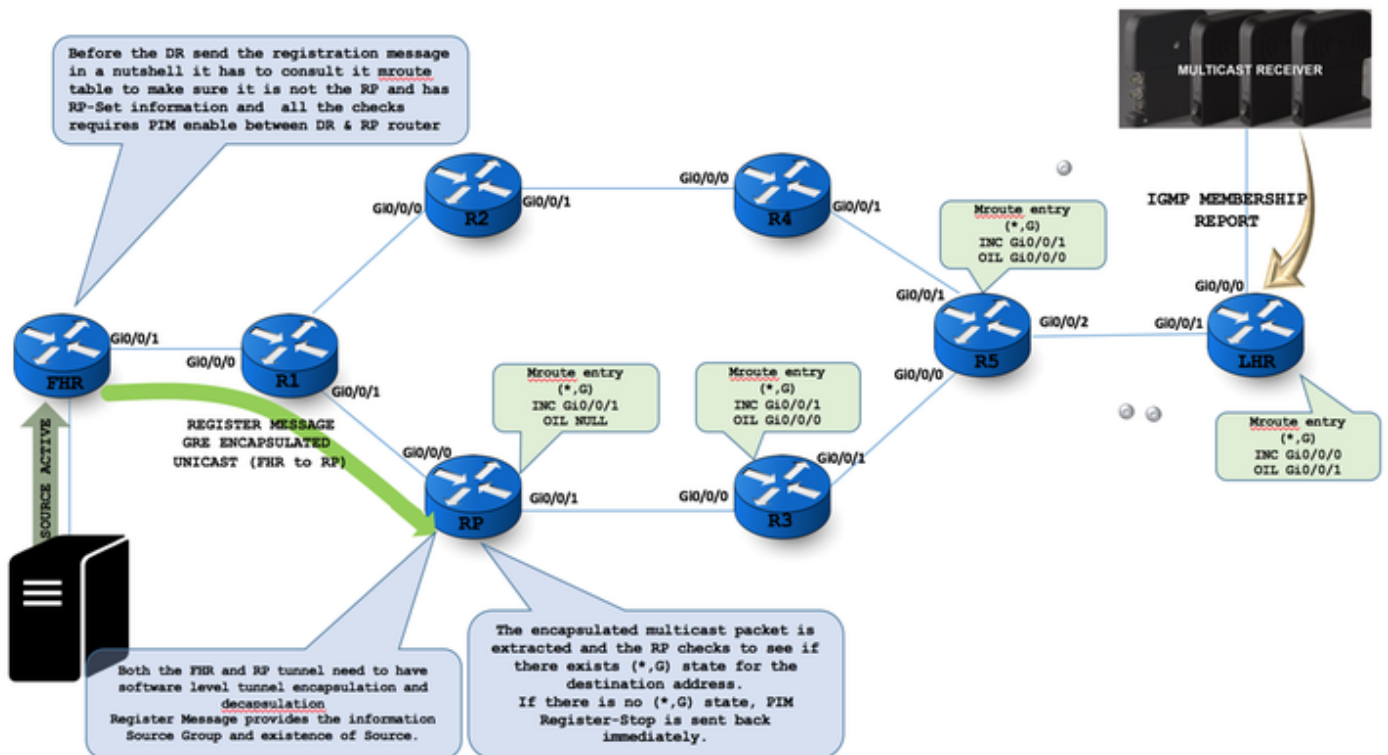 Before the DR send the registration message
in a nutshell it has to consult it mroute
table to make sure it is not the RP and has
RP-Set information and all the checks
requires PIM enable between DR & RP router
MULTICAST RECEIVER
IGMP MEMBERSHIP
REPORT
Gi0/0/0
R2
Gi0/0/1
Gi0/0/0
R4
Gi0/0/1
Mroute entry
(*,G)
INC Gi0/0/1
OIL Gi0/0/0
Gi0/0/0
Gi0/0/1
R5
Gi0/0/2
Gi0/0/0
Gi0/0/1
LHR
FHR
Gi0/0/1
Gi0/0/0
R1
Gi0/0/1
REGISTER MESSAGE
GRE ENCAPSULATED
UNICAST (FHR to RP)
SOURCE ACTIVE
Mroute entry
(*,G)
INC Gi0/0/1
OIL NULL
Mroute entry
(*,G)
INC Gi0/0/1
OIL Gi0/0/0
Mroute entry
(*,G)
INC Gi0/0/0
OIL Gi0/0/1
Gi0/0/0
RP
Gi0/0/1
Gi0/0/0
R3
Gi0/0/1
Both the FHR and RP tunnel need to have
software level tunnel encapsulation and
decapsulation
Register Message provides the information
Source Group and existence of Source.
The encapsulated multicast packet is
extracted and the RP checks to see if
there exists (*,G) state for the
destination address.
If there is no (*,G) state, PIM
Register-Stop is sent back
immediately.